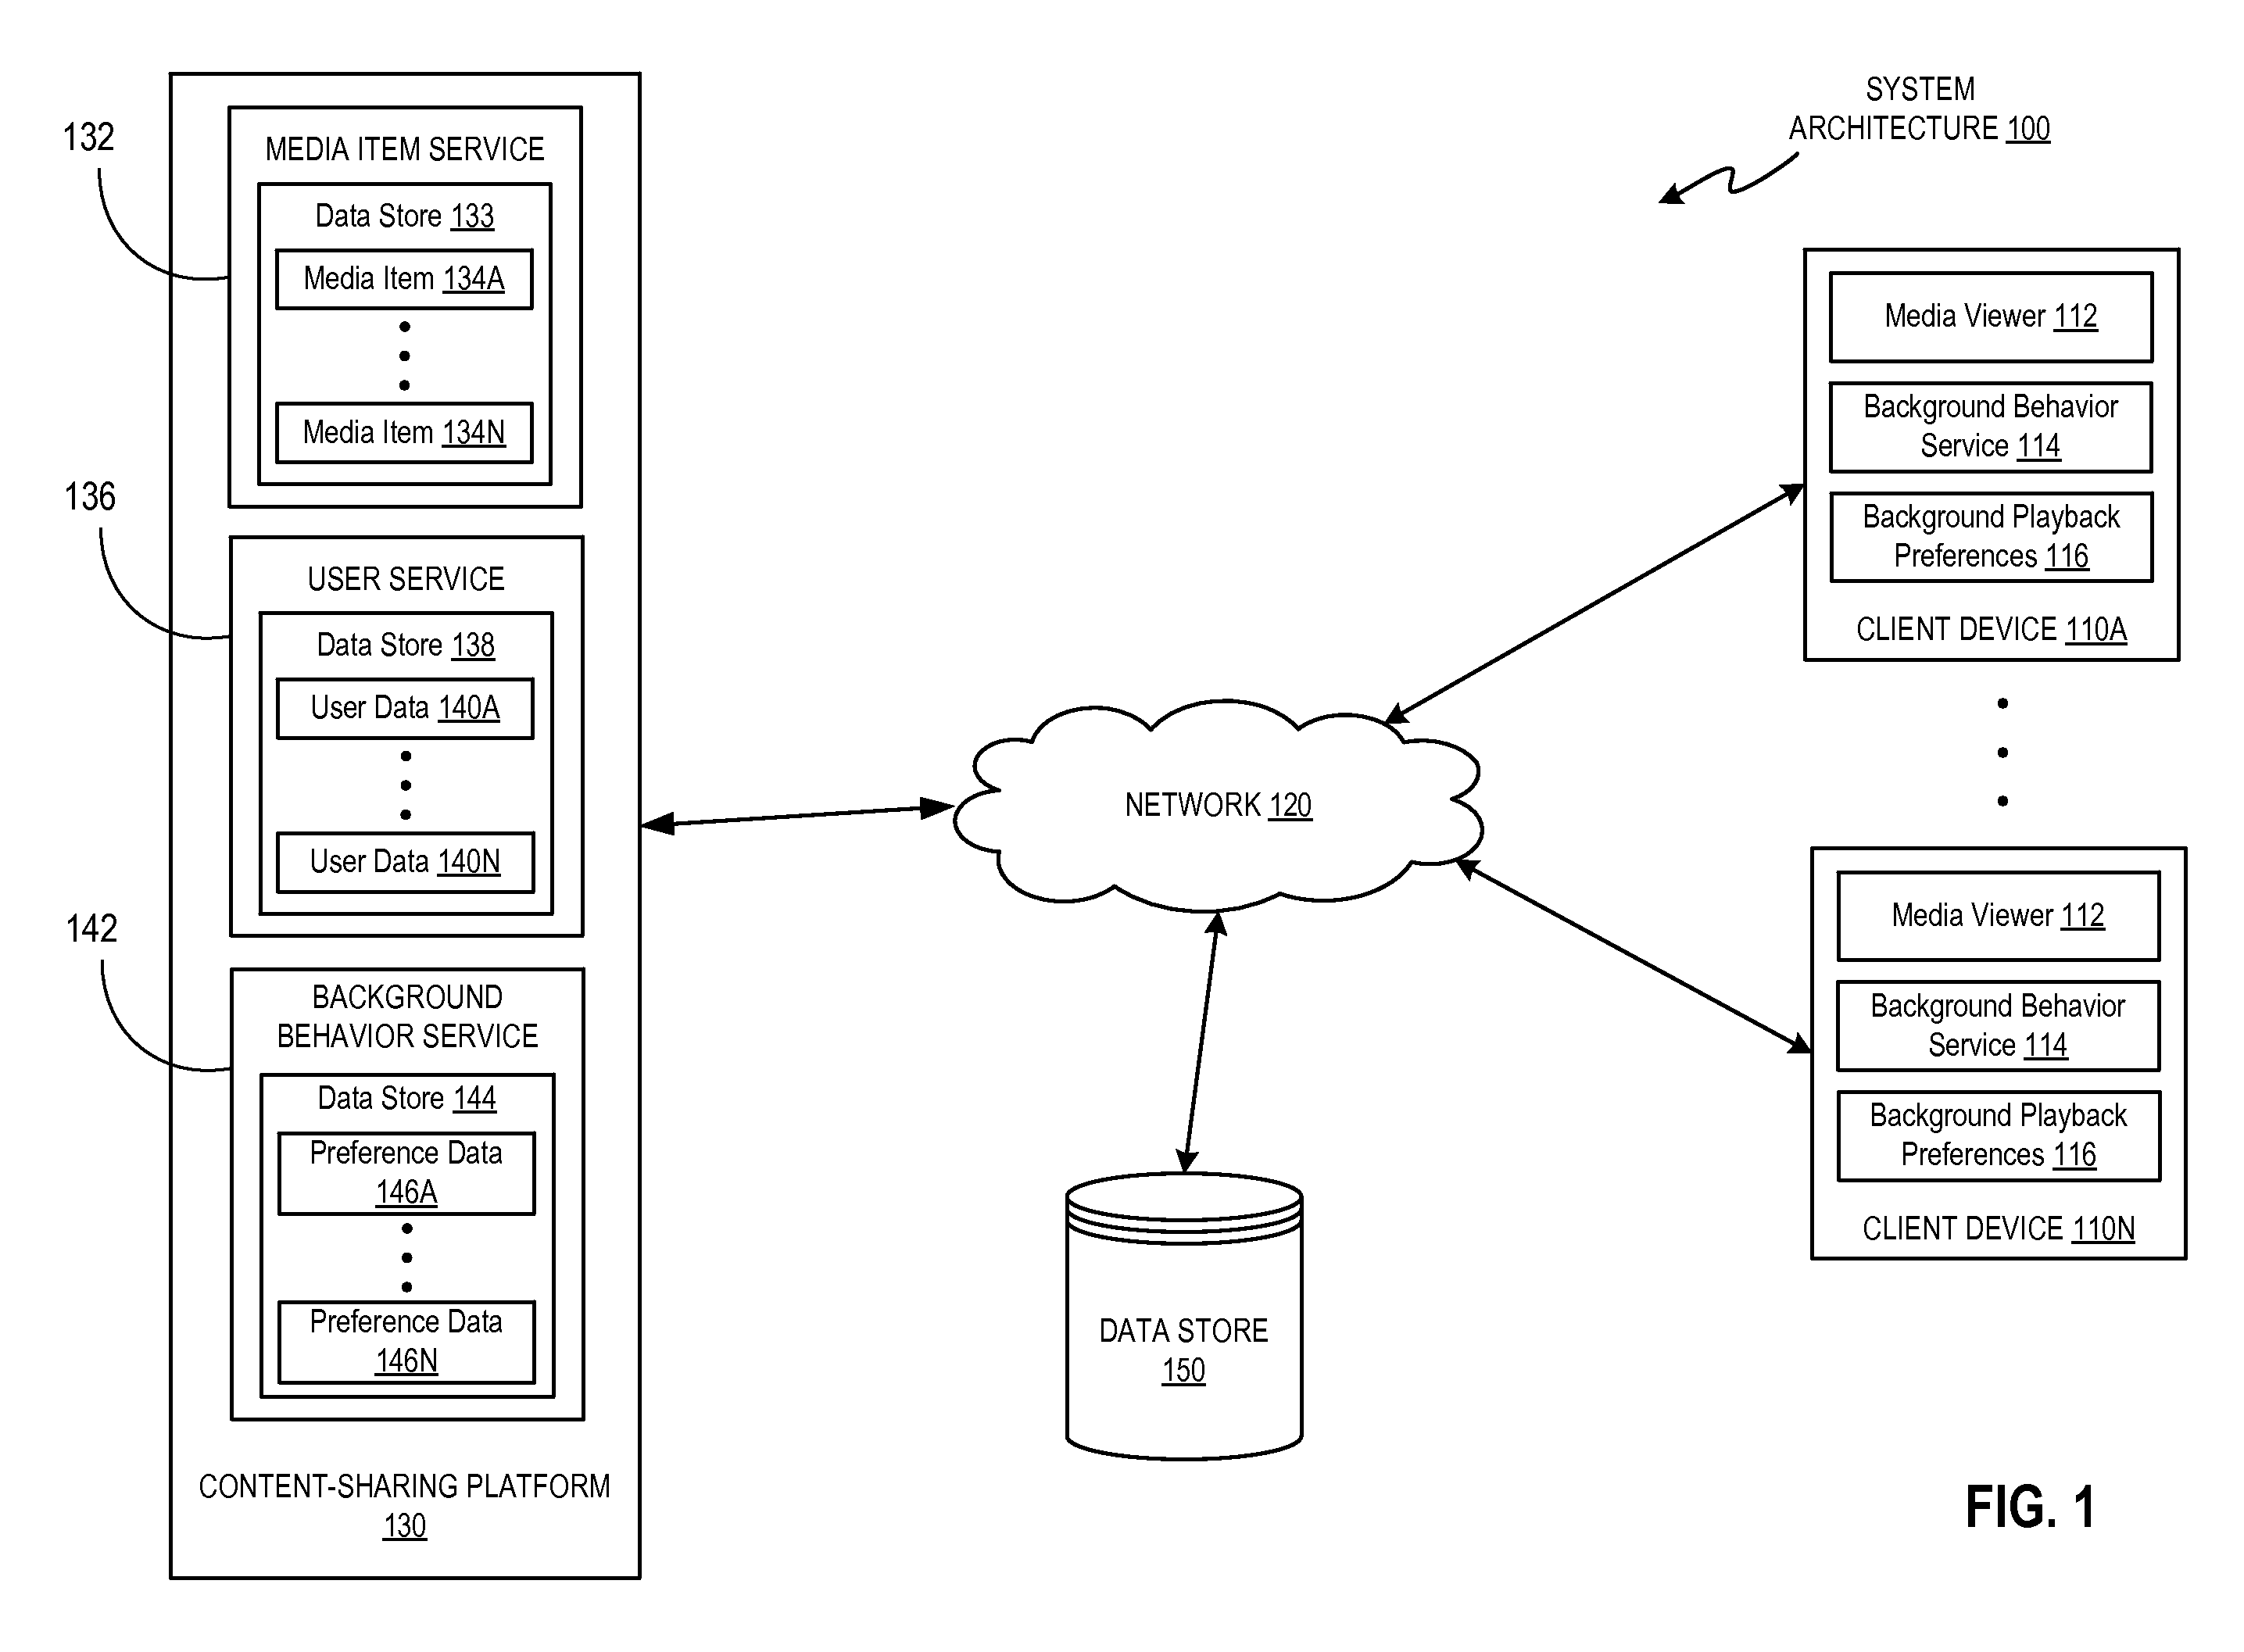 SYSTEM
ARCHITECTURE 100
132
MEDIA ITEM SERVICE
Data Store 133
Media Item 134A
Media Item 134N
136
USER SERVICE
Data Store 138
User Data 140A
User Data 140N
142
BACKGROUND
BEHAVIOR SERVICE
Data Store 144
Preference Data
146A
Preference Data
146N
CONTENT-SHARING PLATFORM
130
NETWORK 120
DATA STORE
150
Media Viewer 112
Background Behavior
Service 114
Background Playback
Preferences 116
CLIENT DEVICE 110A
Media Viewer 112
Background Behavior
Service 114
Background Playback
Preferences 116
CLIENT DEVICE 110N
FIG. 1